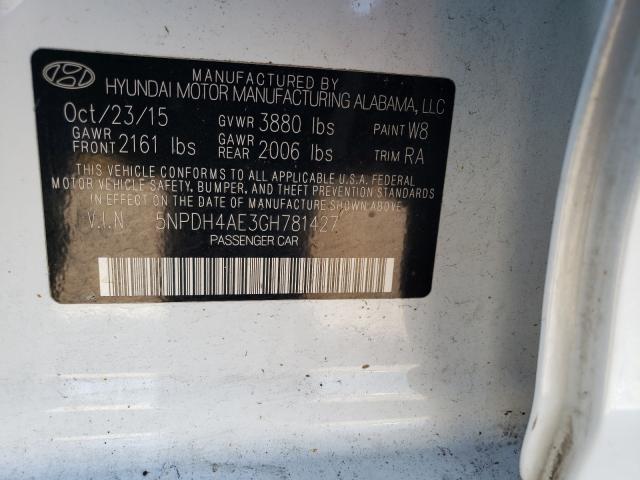 MANUFACTURED BY
HYUNDAI MOTOR MANUFACTURING ALABAMA, LLC
Oct/23/15 GVWR 3880 lbs PAINT W8
GAWR FRONT 2161 lbs GAWR REAR 2006 lbs TRIM RA
THIS VEHICLE CONFORMS TO ALL APPLICABLE U.S.A. FEDERAL
MOTOR VEHICLE SAFETY, BUMPER, AND THEFT PREVENTION STANDARDS
IN EFFECT ON THE DATE OF MANUFACTURE SHOWN ABOVE.
V.I.N. 5NPDH4AE3GH781427
PASSENGER CAR